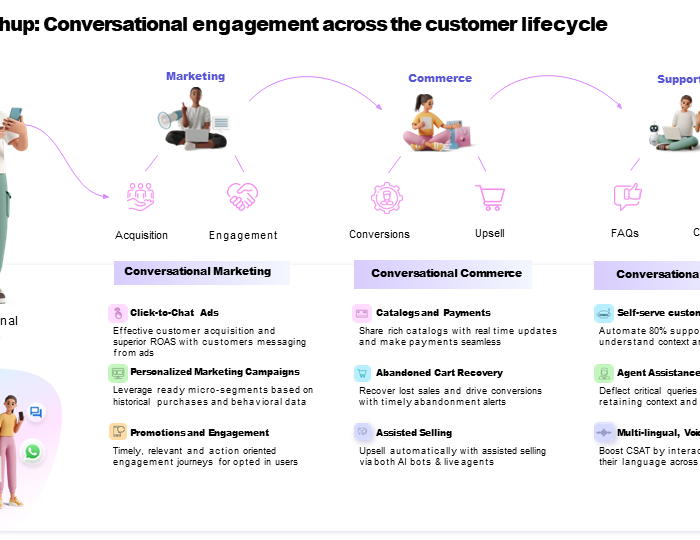 hup: Conversational engagement across the customer lifecycle
Marketing
Commerce
Support
Acquisition
Engagement
Conversions
Upsell
FAQs
C
nal
Conversational Marketing
Click-to-Chat Ads
Effective customer acquisition and
superior ROAS with customers messaging
from ads
Personalized Marketing Campaigns
Leverage ready micro-segments based on
historical purchases and behavioral data
Promotions and Engagement
Timely, relevant and action oriented
engagement journeys for opted in users
Conversational Commerce
Catalogs and Payments
Share rich catalogs with real time updates
and make payments seamless
Abandoned Cart Recovery
Recover lost sales and drive conversions
with timely abandonment alerts
Assisted Selling
Upsell automatically with assisted selling
via both AI bots & live agents
Conversationa
Self-serve custom
Automate 80% suppo
understand context an
Agent Assistance
Deflect critical queries
retaining context and
Multi-lingual, Voic
Boost CSAT by interac
their language across